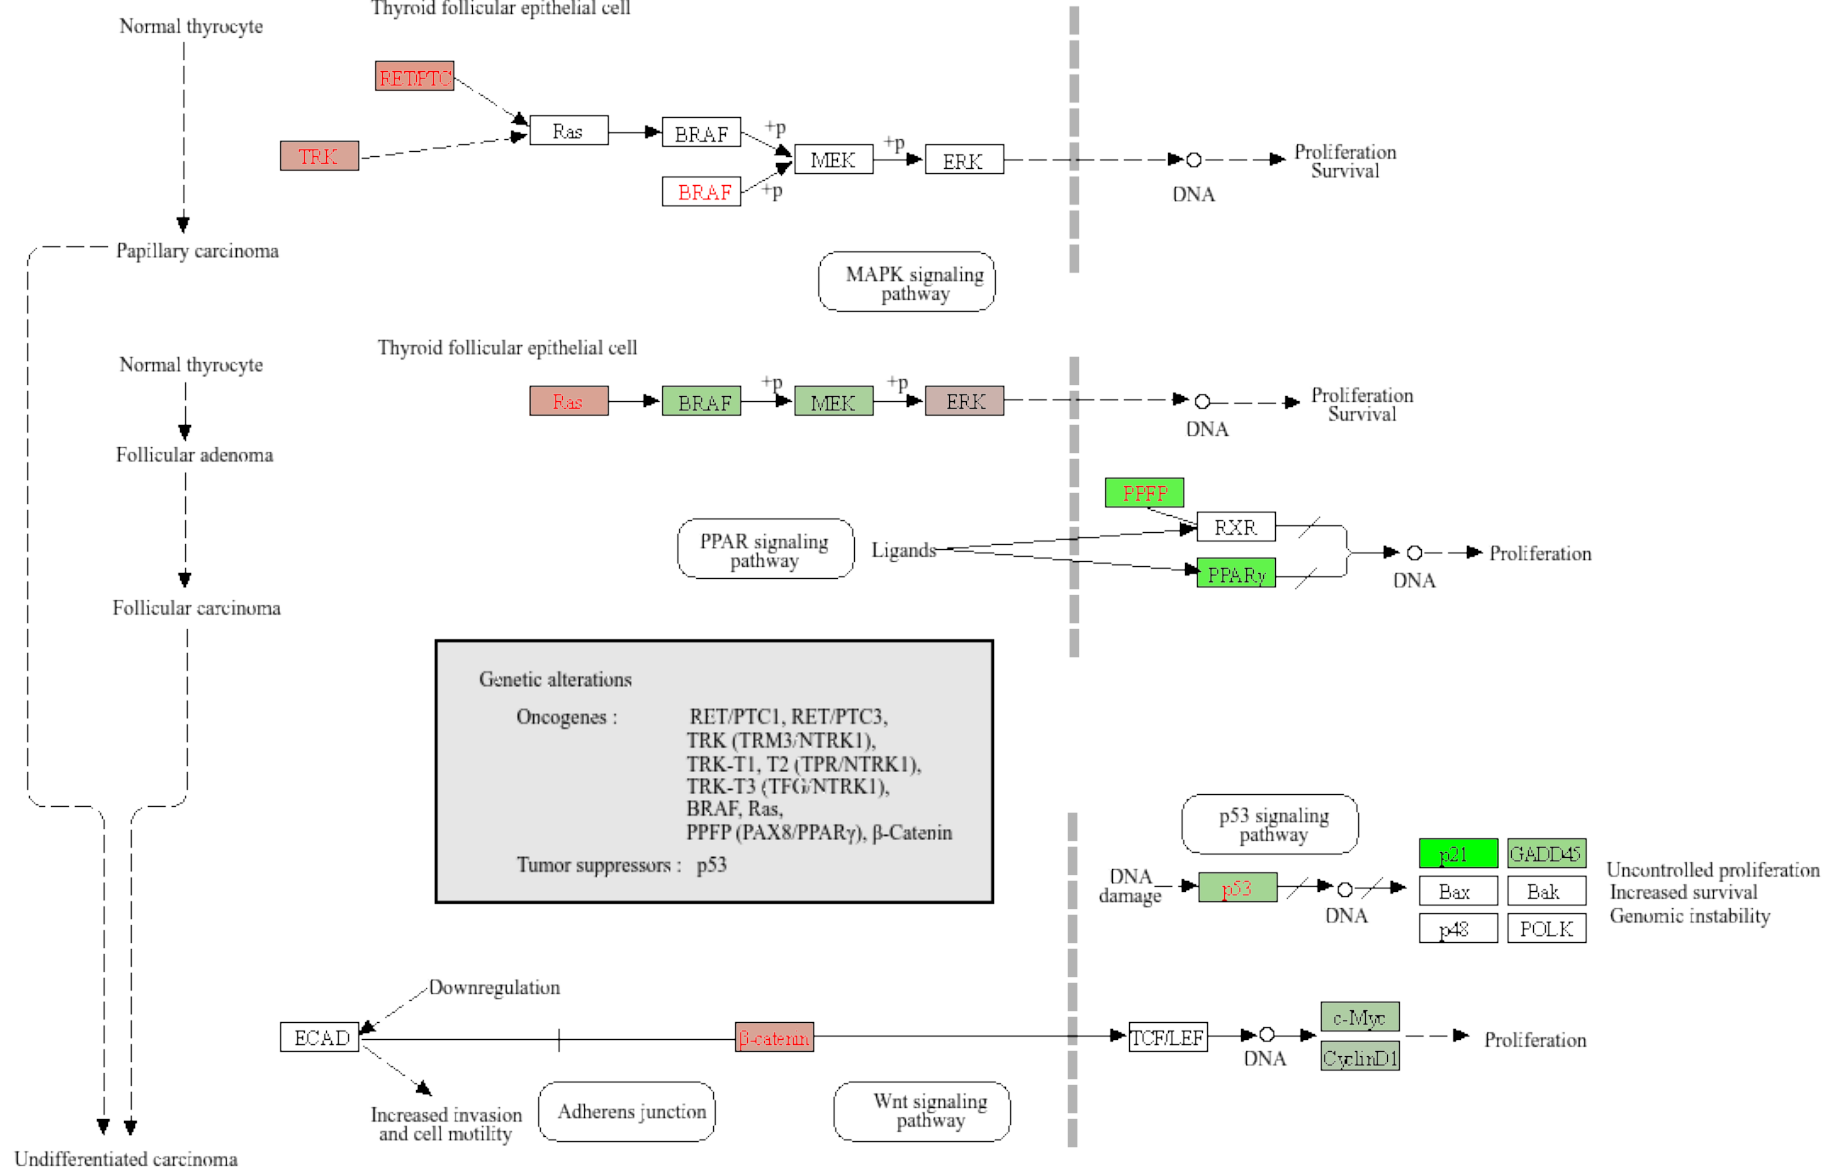 Thyroid follicular epithelial cell
Normal thyrocyte
RET/PTC
Ras
BRAF
+p
TRK
MEK
+p
ERK
BRAF
+p
DNA
Proliferation
Survival
Papillary carcinoma
MAPK signaling
pathway
Thyroid follicular epithelial cell
Normal thyrocyte
Ras
BRAF
+p
MEK
+p
ERK
DNA
Proliferation
Survival
Follicular adenoma
PPFP
PPAR signaling
pathway
Ligands
RXR
PPARγ
DNA
Proliferation
Follicular carcinoma
Genetic alterations
Oncogenes :
RET/PTC1, RET/PTC3,
TRK (TRM3/NTRK1),
TRK-T1, T2 (TPR/NTRK1),
TRK-T3 (TFG/NTRK1),
BRAF, Ras,
PPFP (PAX8/PPARγ), β-Catenin
Tumor suppressors : p53
p53 signaling
pathway
DNA
damage
p53
DNA
p21
GADD45
Bax
Bak
p48
POLK
Uncontrolled proliferation
Increased survival
Genomic instability
Downregulation
ECAD
β-catenin
TCF/LEF
DNA
c-Myc
CyclinD1
Proliferation
Increased invasion
and cell motility
Adherens junction
Wnt signaling
pathway
Undifferentiated carcinoma